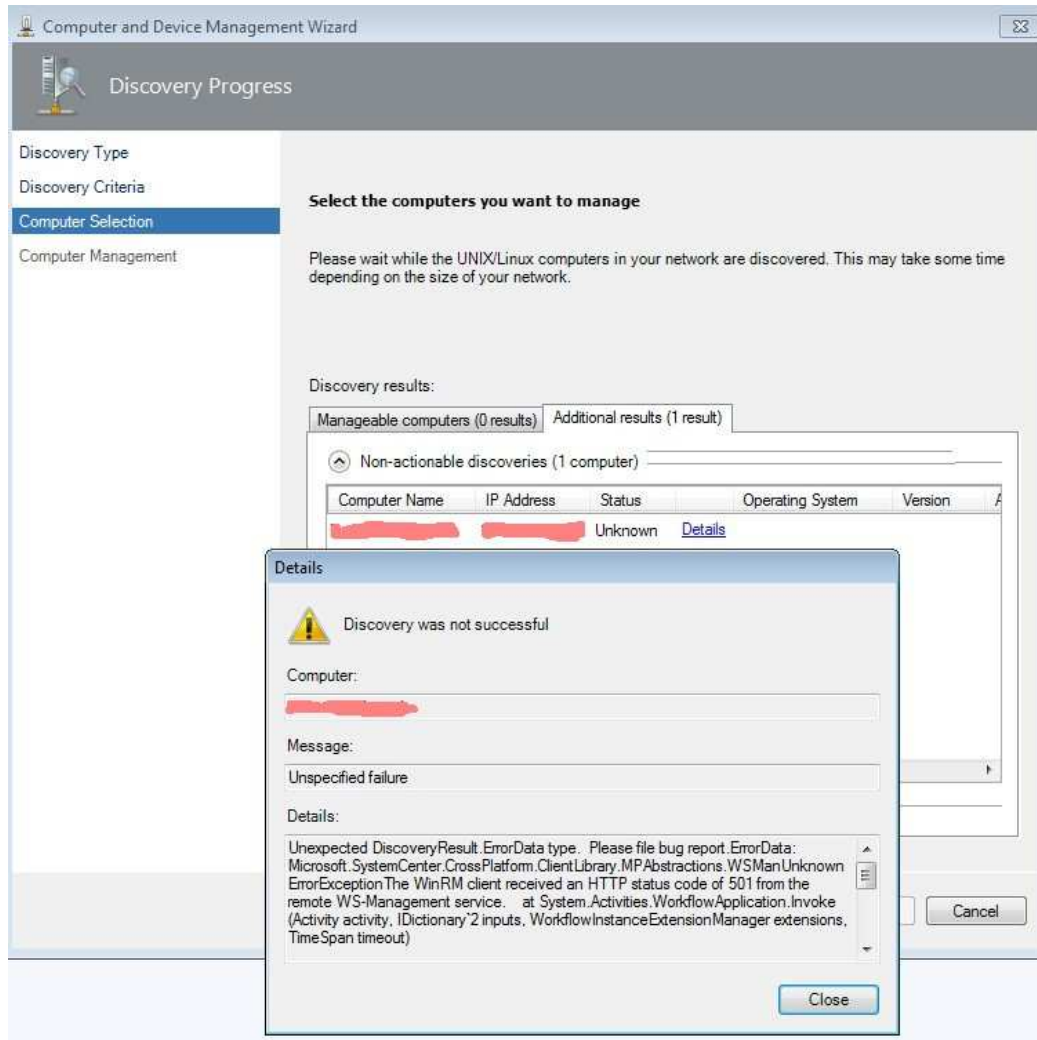 Computer and Device Management Wizard
Discovery Progress
Discovery Type
Discovery Criteria
Computer Selection
Computer Management
Select the computers you want to manage
Please wait while the UNIX/Linux computers in your network are discovered. This may take some time
depending on the size of your network.
Discovery results:
Manageable computers (0 results) Additional results (1 result)
Non-actionable discoveries (1 computer)
Computer Name IP Address Status Operating System Version
Unknown Details
Details
Discovery was not successful
Computer:
Message:
Unspecified failure
Details:
Unexpected DiscoveryResult.ErrorData type. Please file bug report.ErrorData:
Microsoft.SystemCenter.CrossPlatform.ClientLibrary.MPAbstractions.WSManUnknown
ErrorExceptionThe WinRM client received an HTTP status code of 501 from the
remote WS-Management service. at System.Activities.WorkflowApplication.Invoke
(Activity activity, IDictionary`2 inputs, WorkflowInstanceExtensionManager extensions,
TimeSpan timeout)
Cancel
Close